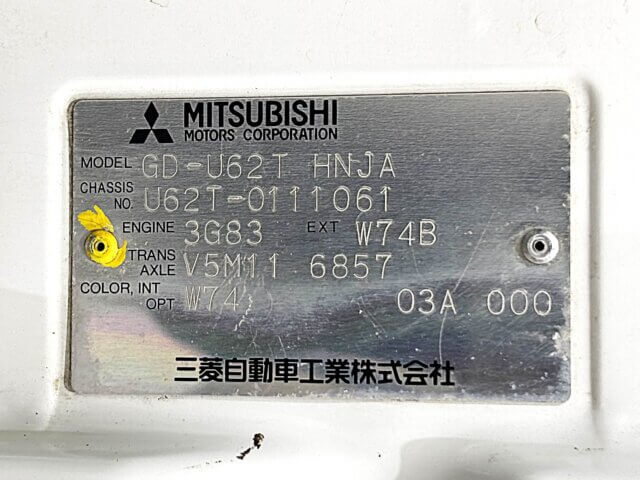 MITSUBISHI
MOTORS CORPORATION
MODEL GD-U62T HNJA
CHASSIS NO. U62T-0111061
ENGINE 3G83 EXT W74B
TRANS AXLE V5M11 6857
COLOR, INT OPT W74 03A 000
三菱自動車工業株式会社